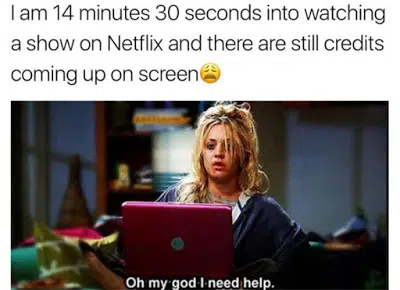 I am 14 minutes 30 seconds into watching
a show on Netflix and there are still credits
coming up on screen😩
Oh my god I need help.